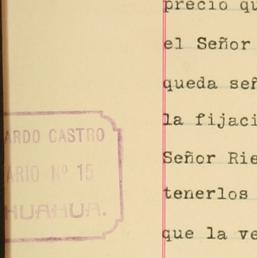 precio qu
el Señor
queda señ
la fijaci
Señor Rie
tenerlos
que la ve
ARDO CASTRO
ARIO Nº 15
HUAHUA.